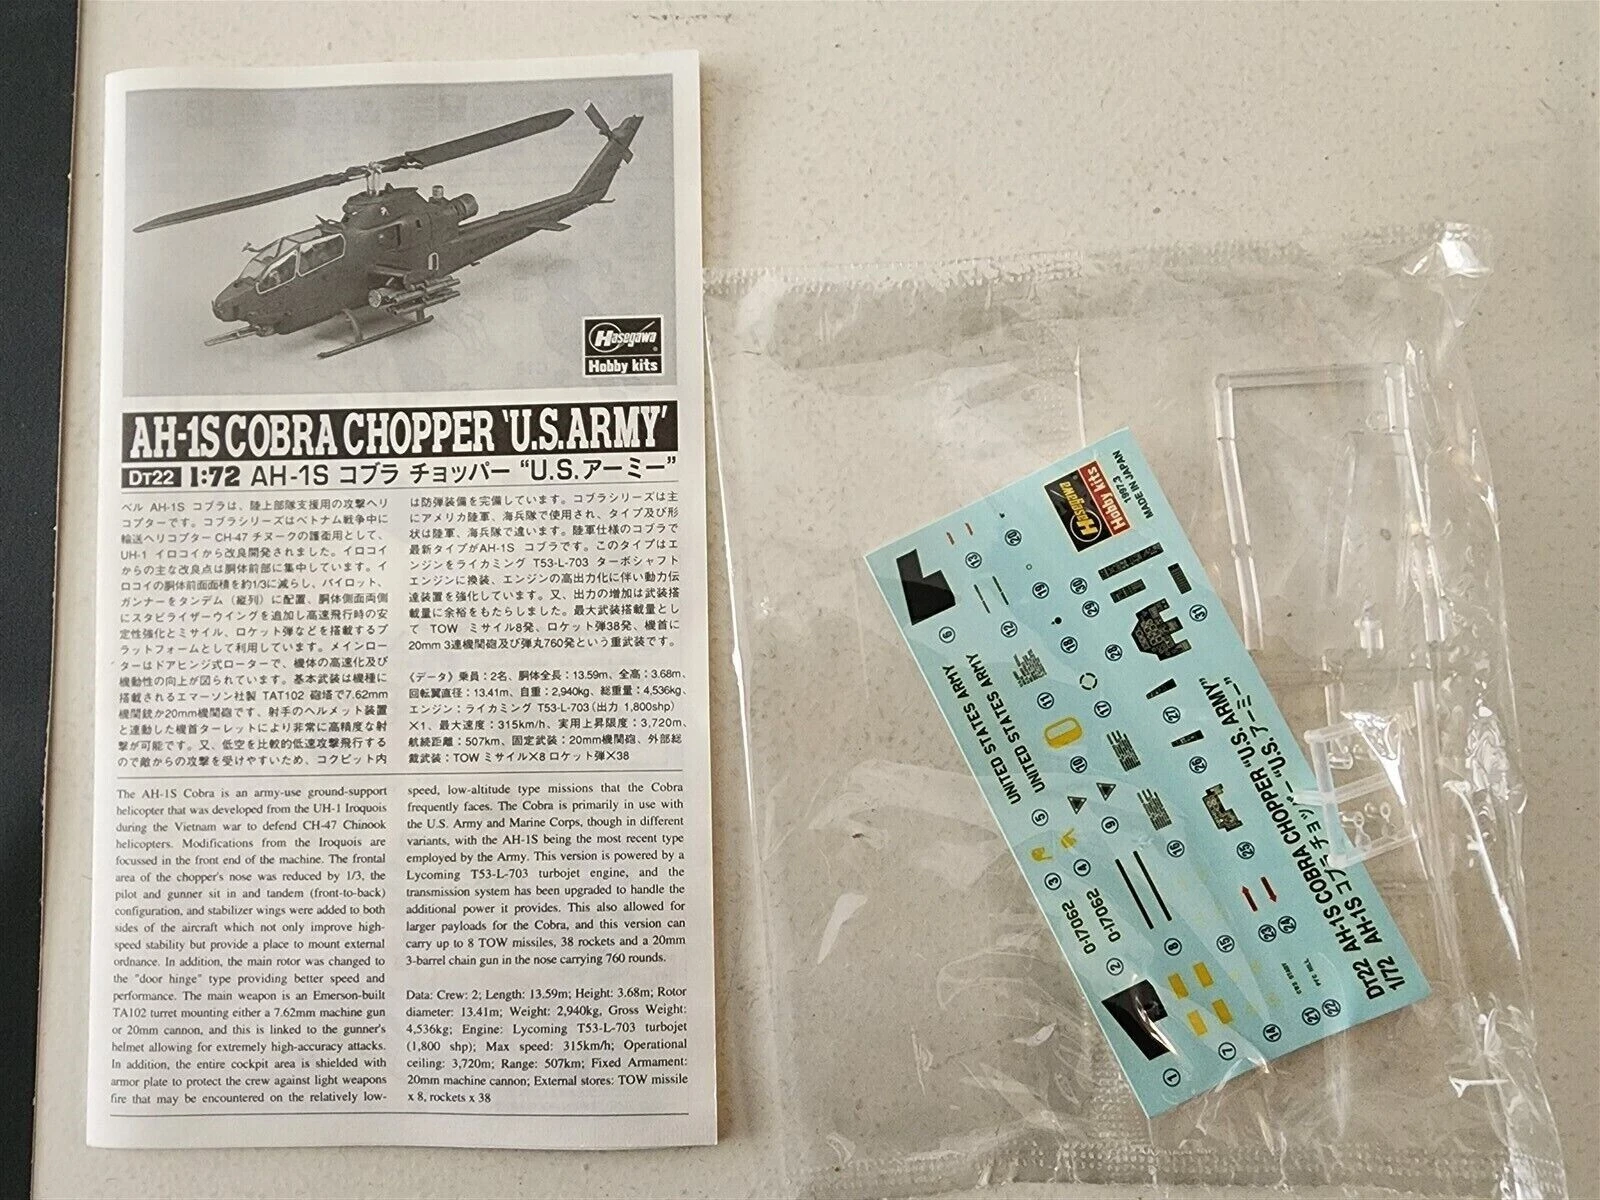 Hasegawa
Hobby kits
AH-1S COBRA CHOPPER 'U.S.ARMY'
DT22 1:72 AH-1S コブラ チョッパー “U.S.アーミー”
ベル AH-1S コブラは、陸上部隊支援用の攻撃ヘリ
コプターです。コブラシリーズはベトナム戦争中に
輸送ヘリコプター CH-47 チヌークの護衛用として、
UH-1 イロコイから改良開発されました。イロコイ
からの主な改良点は胴体前部に集中しています。イ
ロコイの胴体前面面積を約1/3に減らし、パイロット、
ガンナーをタンデム（縦列）に配置、胴体側面両側
にスタビライザーウイングを追加し高速飛行時の安
定性強化とミサイル、ロケット弾などを搭載するプ
ラットフォームとして利用しています。メインロー
ターはドアヒンジ式ローターで、機体の高速化及び
機動性の向上が図られています。基本武装は機種に
搭載されるエマーソン社製 TAT102 砲塔で7.62mm
機関銃か20mm機関砲です、射手のヘルメット装置
と連動した機首ターレットにより非常に高精度な射
撃が可能です。又、低空を比較的低速攻撃飛行する
ので敵からの攻撃を受けやすいため、コクピット内
は防弾装備を完備しています。コブラシリーズは主
にアメリカ陸軍、海兵隊で使用され、タイプ及び形
状は陸軍、海兵隊で違います。陸軍仕様のコブラで
最新タイプがAH-1S コブラです。このタイプはエ
ンジンをライカミング T53-L-703 ターボシャフト
エンジンに換装、エンジンの高出力化に伴い動力伝
達装置を強化しています。又、出力の増加は武装搭
載量に余裕をもたらしました。最大武装搭載量とし
て TOW ミサイル8発、ロケット弾38発、機首に
20mm 3連機関砲及び弾丸760発という重武装です。
〈データ〉乗員：2名、胴体全長：13.59m、全高：3.68m、
回転翼直径：13.41m、自重：2,940kg、総重量：4,536kg、
エンジン：ライカミング T53-L-703（出力 1,800shp）
×1、最大速度：315km/h、実用上昇限度：3,720m、
航続距離：507km、固定武装：20mm機関砲、外部総
戴武装：TOW ミサイル×8 ロケット弾×38
The AH-1S Cobra is an army-use ground-support
helicopter that was developed from the UH-1 Iroquois
during the Vietnam war to defend CH-47 Chinook
helicopters. Modifications from the Iroquois are
focussed in the front end of the machine. The frontal
area of the chopper's nose was reduced by 1/3, the
pilot and gunner sit in and tandem (front-to-back)
configuration, and stabilizer wings were added to both
sides of the aircraft which not only improve high-
speed stability but provide a place to mount external
ordnance. In addition, the main rotor was changed to
the "door hinge" type providing better speed and
performance. The main weapon is an Emerson-built
TA102 turret mounting either a 7.62mm machine gun
or 20mm cannon, and this is linked to the gunner's
helmet allowing for extremely high-accuracy attacks.
In addition, the entire cockpit area is shielded with
armor plate to protect the crew against light weapons
fire that may be encountered on the relatively low-
speed, low-altitude type missions that the Cobra
frequently faces. The Cobra is primarily in use with
the U.S. Army and Marine Corps, though in different
variants, with the AH-1S being the most recent type
employed by the Army. This version is powered by a
Lycoming T53-L-703 turbojet engine, and the
transmission system has been upgraded to handle the
additional power it provides. This also allowed for
larger payloads for the Cobra, and this version can
carry up to 8 TOW missiles, 38 rockets and a 20mm
3-barrel chain gun in the nose carrying 760 rounds.
Data: Crew: 2; Length: 13.59m; Height: 3.68m; Rotor
diameter: 13.41m; Weight: 2,940kg, Gross Weight:
4,536kg; Engine: Lycoming T53-L-703 turbojet
(1,800 shp); Max speed: 315km/h; Operational
ceiling: 3,720m; Range: 507km; Fixed Armament:
20mm machine cannon; External stores: TOW missile
x 8, rockets x 38
Hasegawa
Hobby kits
1997.3
MADE IN JAPAN
UNITED STATES ARMY
UNITED STATES ARMY
0-17062
0-17062
1
2
3
4
5
6
7
8
9
10
11
12
13
14
15
16
17
18
19
20
21
22
23
24
25
26
27
28
29
30
31
DT22 AH-1S COBRA CHOPPER “U.S. ARMY”
1/72 AH-1S コブラ チョッパー “U.S. アーミー”